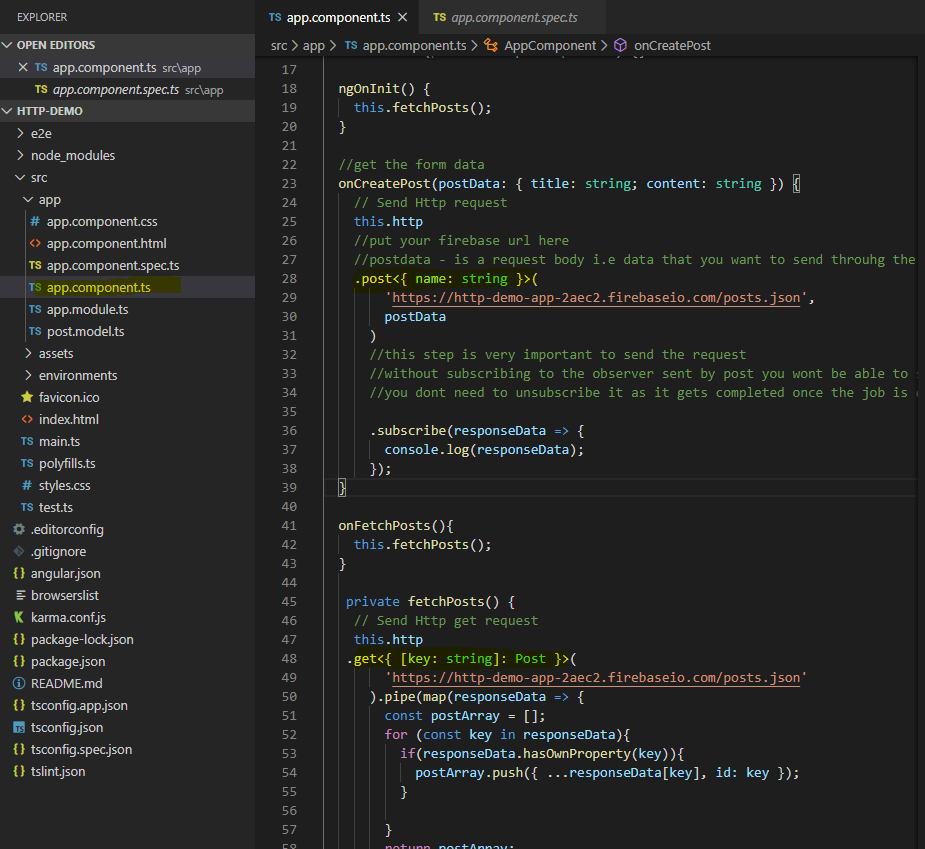 EXPLORER
OPEN EDITORS
TS app.component.ts src\app
TS app.component.spec.ts src\app
HTTP-DEMO
e2e
node_modules
src
app
# app.component.css
<> app.component.html
TS app.component.spec.ts
TS app.component.ts
TS app.module.ts
TS post.model.ts
assets
environments
favicon.ico
<> index.html
TS main.ts
TS polyfills.ts
# styles.css
TS test.ts
.editorconfig
.gitignore
{} angular.json
browserslist
K karma.conf.js
{} package-lock.json
{} package.json
README.md
{} tsconfig.app.json
TS tsconfig.json
{} tsconfig.spec.json
{} tslint.json
TS app.component.ts
TS app.component.spec.ts
src > app > TS app.component.ts > AppComponent > onCreatePost
17
18 ngOnInit() {
19 this.fetchPosts();
20 }
21
22 //get the form data
23 onCreatePost(postData: { title: string; content: string }) {
24 // Send Http request
25 this.http
26 //put your firebase url here
27 //postdata - is a request body i.e data that you want to send throuhg the
28 .post<{ name: string }>(
29 'https://http-demo-app-2aec2.firebaseio.com/posts.json',
30 postData
31 )
32 //this step is very important to send the request
33 //without subscribing to the observer sent by post you wont be able to
34 //you dont need to unsubscribe it as it gets completed once the job is
35
36 .subscribe(responseData => {
37 console.log(responseData);
38 });
39 }
40
41 onFetchPosts(){
42 this.fetchPosts();
43 }
44
45 private fetchPosts() {
46 // Send Http get request
47 this.http
48 .get<{ [key: string]: Post }>(
49 'https://http-demo-app-2aec2.firebaseio.com/posts.json'
50 ).pipe(map(responseData => {
51 const postArray = [];
52 for (const key in responseData){
53 if(responseData.hasOwnProperty(key)){
54 postArray.push({ ...responseData[key], id: key });
55 }
56
57 }
58 return postArray;